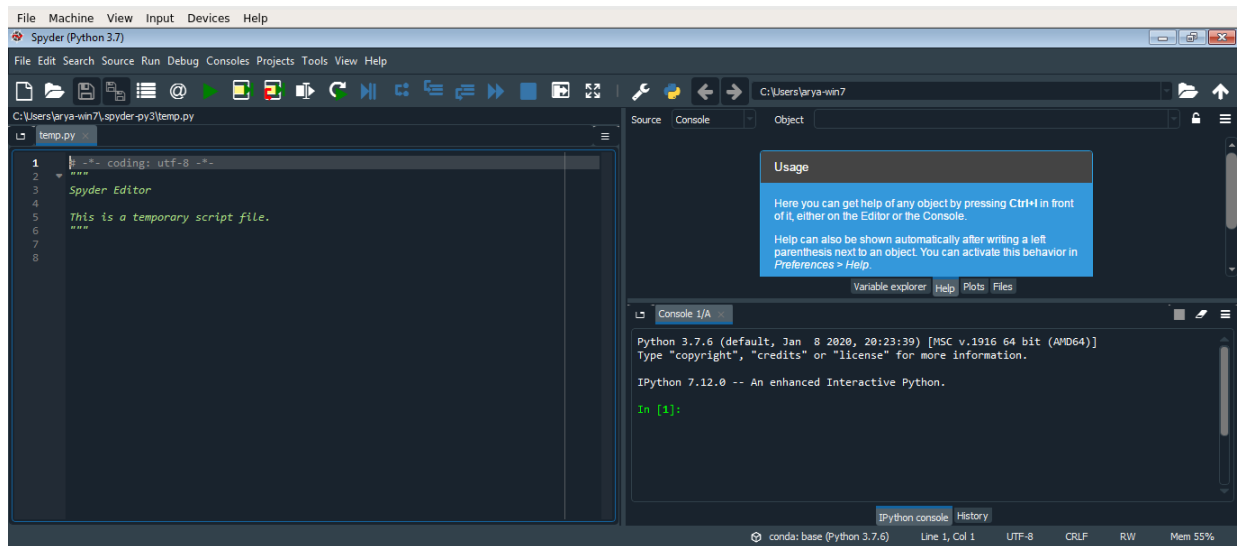 File Machine View Input Devices Help
Spyder (Python 3.7)
File Edit Search Source Run Debug Consoles Projects Tools View Help
C:\Users\arya-win7
C:\Users\arya-win7\.spyder-py3\temp.py
temp.py
1 # -*- coding: utf-8 -*-
2 """
3 Spyder Editor
4
5 This is a temporary script file.
6 """
7
8
Source Console Object
Usage
Here you can get help of any object by pressing Ctrl+I in front
of it, either on the Editor or the Console.
Help can also be shown automatically after writing a left
parenthesis next to an object. You can activate this behavior in
Preferences > Help.
Variable explorer Help Plots Files
Console 1/A
Python 3.7.6 (default, Jan  8 2020, 20:23:39) [MSC v.1916 64 bit (AMD64)]
Type "copyright", "credits" or "license" for more information.
IPython 7.12.0 -- An enhanced Interactive Python.
In [1]:
IPython console History
conda: base (Python 3.7.6) Line 1, Col 1 UTF-8 CRLF RW Mem 55%